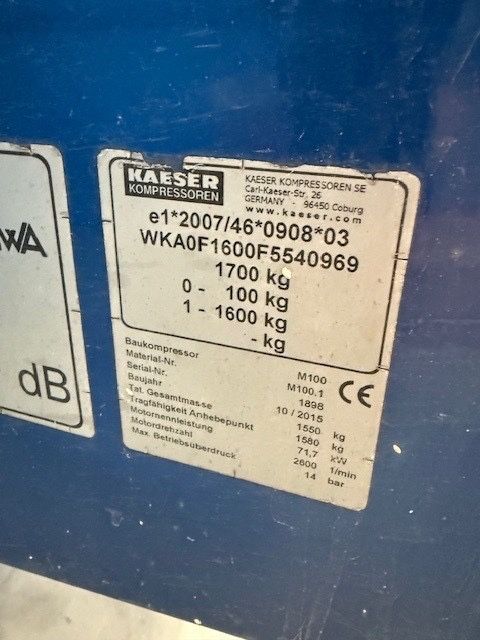 KAESER
KOMPRESSOREN
KAESER KOMPRESSOREN SE
Carl-Kaeser-Str. 26
GERMANY - 96450 Coburg
www.kaeser.com
e1*2007/46*0908*03
WKA0F1600F5540969
1700 kg
0 - 100 kg
1 - 1600 kg
- kg
Baukompressor M100
Material-Nr. M100.1
Serial-Nr. 1898
Baujahr 10 / 2015
Tat. Gesamtmasse 1550 kg
Tragfähigkeit Anhebepunkt 1580 kg
Motornennleistung 71,7 kW
Motordrehzahl 2600 1/min
Max. Betriebsüberdruck 14 bar
CE
WA
dB